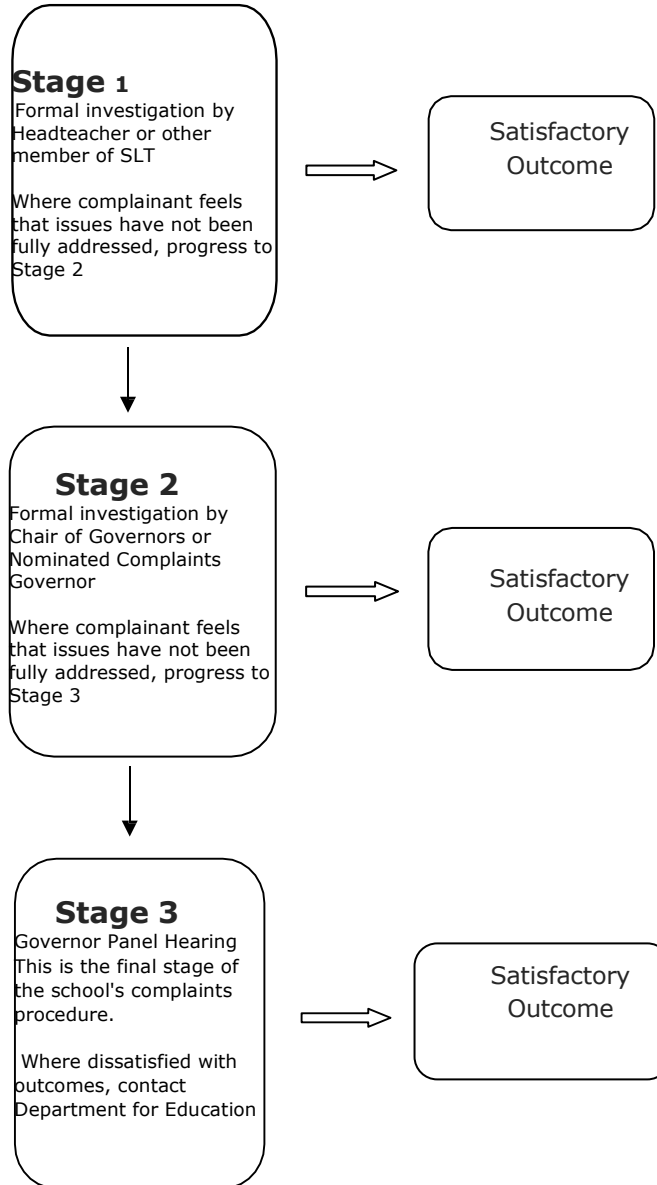 Stage 1
Formal investigation by
Headteacher or other
member of SLT
Where complainant feels
that issues have not been
fully addressed, progress to
Stage 2
Satisfactory
Outcome
Stage 2
Formal investigation by
Chair of Governors or
Nominated Complaints
Governor
Where complainant feels
that issues have not been
fully addressed, progress to
Stage 3
Satisfactory
Outcome
Stage 3
Governor Panel Hearing
This is the final stage of
the school's complaints
procedure.
Where dissatisfied with
outcomes, contact
Department for Education
Satisfactory
Outcome